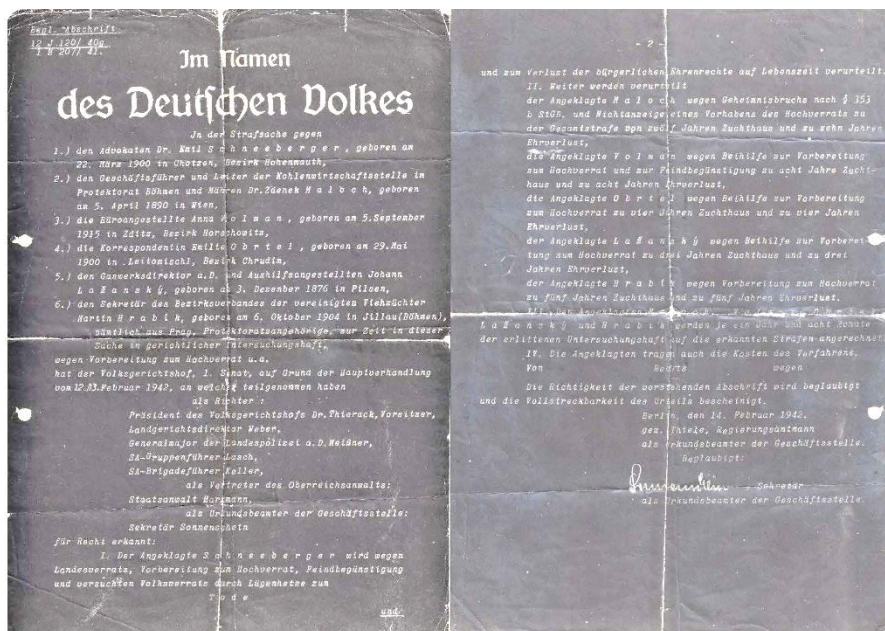 Begl. Abschrift
12 J 120/ 40g
1 H 207/ 41.
Im Namen
des Deutschen Volkes
In der Strafsache gegen
1.) den Advokaten Dr. Emil S c h n e e b e r g e r , geboren am
22. März 1900 in Chotzen, Bezirk Hohenmauth,
2.) den Geschäftsführer und Leiter der Kohlenwirtschaftsstelle im
Protektorat Böhmen und Mähren Dr. Zdenek M a l o c h , geboren
am 5. April 1890 in Wien,
3.) die Büroangestellte Anna V o l m a n , geboren am 5.September
1915 in Zditz, Bezirk Horschowitz,
4.) die Korrespondentin Emilie O b r t e l , geboren am 29.Mai
1900 in Leitomischl, Bezirk Chrudim,
5.) den Gaswerksdirektor a.D. und Aushilfsangestellten Johann
L a ž a n s k ý , geboren am 3. Dezember 1876 in Pilsen,
6.) den Sekretär des Bezirksverbandes der vereinigten Viehzüchter
Martin H r a b i k , geboren am 6. Oktober 1904 in Jillau(Böhmen),
sämtlich aus Prag, Protektoratsangehörige, zur Zeit in dieser
Sache in gerichtlicher Untersuchungshaft,
wegen Vorbereitung zum Hochverrat u.a.
hat der Volksgerichtshof, 1. Senat, auf Grund der Hauptverhandlung
vom Februar 1942, an welcher teilgenommen haben
als Richter :
Präsident des Volksgerichtshofs Dr.Thierack, Vorsitzer,
Landgerichtsdirektor Weber,
Generalmajor der Landespolizei a.D. Meißner,
SA-Gruppenführer Lasch,
SA-Brigadeführer Keller,
als Vertreter des Oberreichsanwalts:
Staatsanwalt
als Urkundsbeamter der Geschäftsstelle:
Sekretär Sonnenschein
für Recht erkannt:
I. Der Angeklagte S c h n e e b e r g e r wird wegen
Landesverrats, Vorbereitung zum Hochverrat, Feindbegünstigung
und versuchten Volksverrats durch Lügenhetze zum
T o d e
und
- 2 -
und zum Verlust der bürgerlichen Ehrenrechte auf Lebenszeit verurteilt.
II. Weiter werden verurteilt
der Angeklagte M a l o c h wegen Geheimnisbruchs nach § 353
b StGB. und Nichtanzeige eines Vorhabens des Hochverrats zu
der Gesamtstrafe von zwölf Jahren Zuchthaus und zu zehn Jahren
Ehrverlust,
die Angeklagte V o l m a n wegen Beihilfe zur Vorbereitung
zum Hochverrat und zur Feindbegünstigung zu acht Jahren Zucht-
haus und zu acht Jahren Ehrverlust,
die Angeklagte O b r t e l wegen Beihilfe zur Vorbereitung
zum Hochverrat zu vier Jahren Zuchthaus und zu vier Jahren
Ehrverlust,
der Angeklagte L a ž a n s k ý wegen Beihilfe zur Vorberei-
tung zum Hochverrat zu drei Jahren Zuchthaus und zu drei
Jahren Ehrverlust,
der Angeklagte H r a b i k wegen Vorbereitung zum Hochverrat
zu fünf Jahren Zuchthaus und zu fünf Jahren Ehrverlust.
L a ž a n s k ý und H r a b i k werden je ein Jahr und acht Monate
der erlittenen Untersuchungshaft auf die erkannten Strafen angerechnet.
IV. Die Angeklagten tragen auch die Kosten des Verfahrens.
Von Rechts wegen
Die Richtigkeit der vorstehenden Abschrift wird beglaubigt
und die Vollstreckbarkeit des Urteils bescheinigt.
Berlin, den 14. Februar 1942.
gez. Thiele, Regierungsamtmann
als Urkundsbeamter der Geschäftsstelle.
Beglaubigt:
Sekretär
als Urkundsbeamter der Geschäftsstelle.